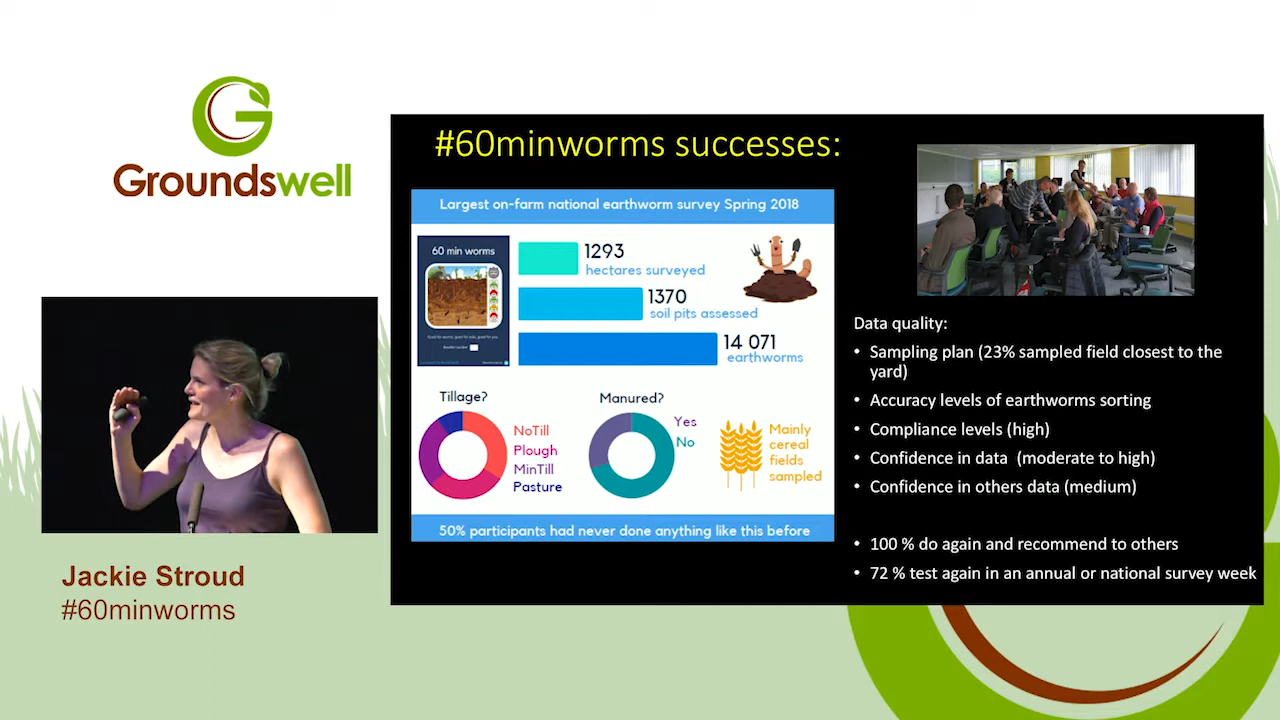 Groundswell
#60minworms successes:
Largest on-farm national earthworm survey Spring 2018
60 min worms
1293
hectares surveyed
1370
soil pits assessed
14 071
earthworms
Tillage?
NoTill
Plough
MinTill
Pasture
Manured?
Yes
No
Mainly
cereal
fields
sampled
50% participants had never done anything like this before
Data quality:
• Sampling plan (23% sampled field closest to the
yard)
• Accuracy levels of earthworms sorting
• Compliance levels (high)
• Confidence in data (moderate to high)
• Confidence in others data (medium)
• 100 % do again and recommend to others
• 72 % test again in an annual or national survey week
Jackie Stroud
#60minworms